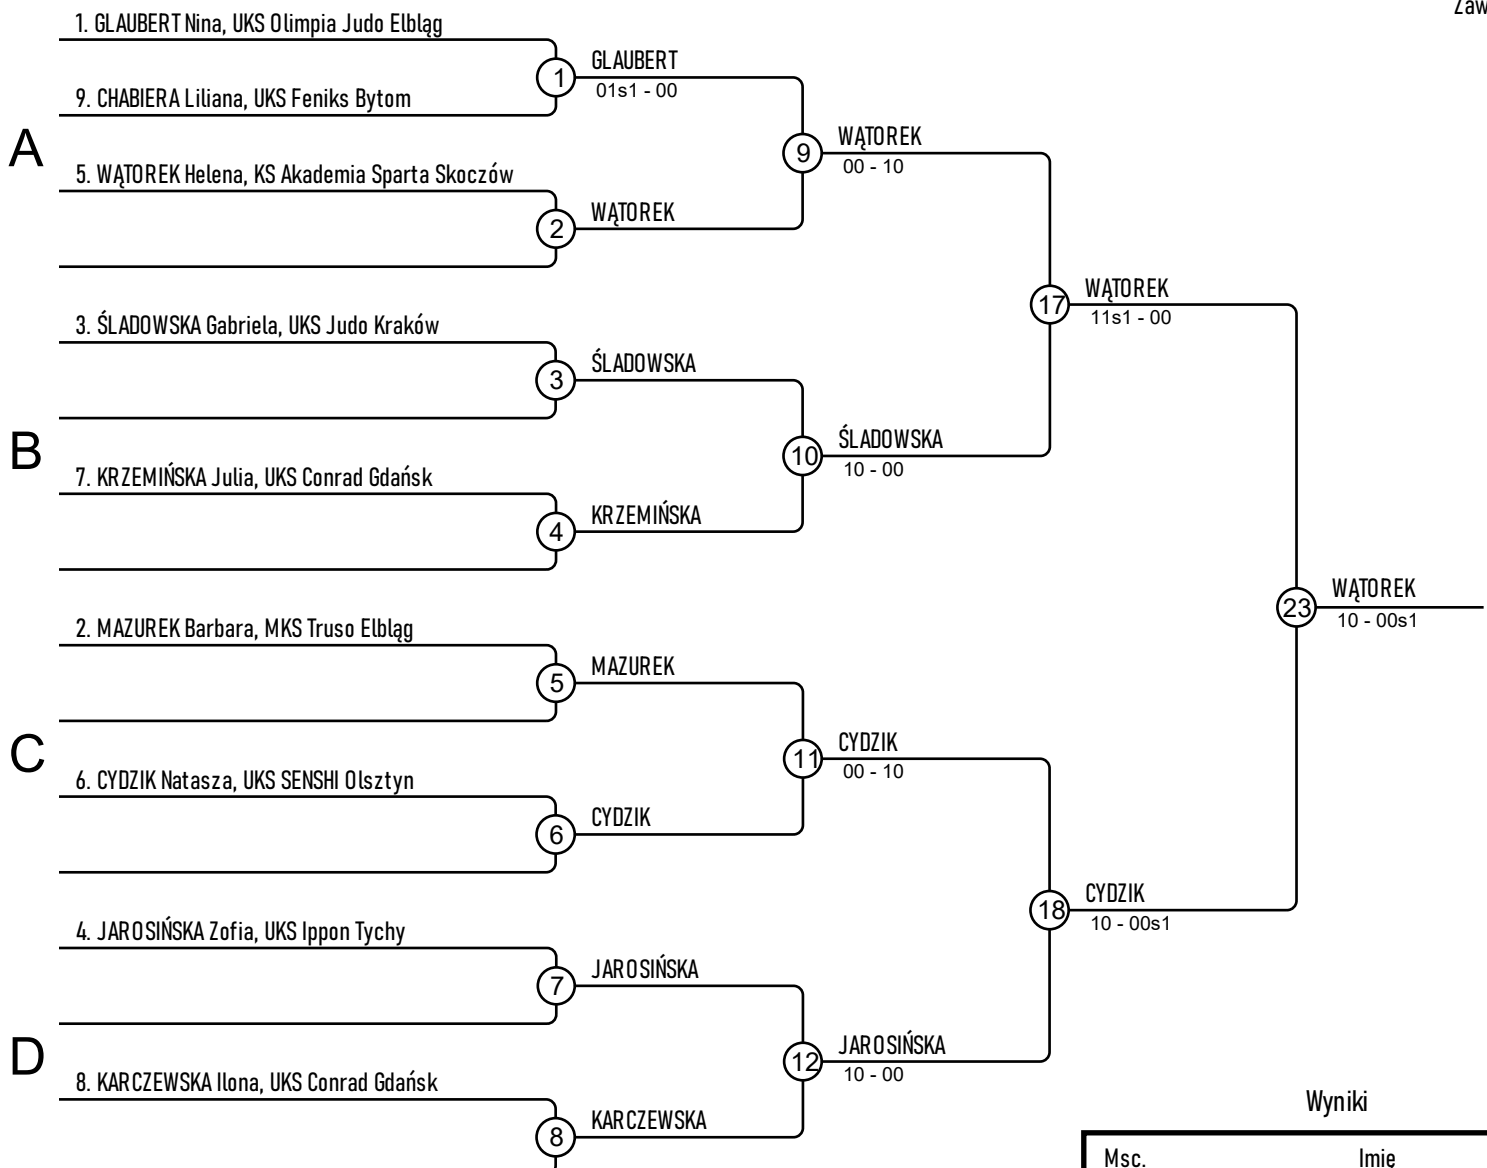 Zaw
1. GLAUBERT Nina, UKS Olimpia Judo Elbląg
1
GLAUBERT
01s1 - 00
9. CHABIERA Liliana, UKS Feniks Bytom
A
9
WĄTOREK
00 - 10
5. WĄTOREK Helena, KS Akademia Sparta Skoczów
2
WĄTOREK
17
WĄTOREK
11s1 - 00
3. ŚLADOWSKA Gabriela, UKS Judo Kraków
3
ŚLADOWSKA
B
10
ŚLADOWSKA
10 - 00
7. KRZEMIŃSKA Julia, UKS Conrad Gdańsk
4
KRZEMIŃSKA
23
WĄTOREK
10 - 00s1
2. MAZUREK Barbara, MKS Truso Elbląg
5
MAZUREK
C
11
CYDZIK
00 - 10
6. CYDZIK Natasza, UKS SENSHI Olsztyn
6
CYDZIK
18
CYDZIK
10 - 00s1
4. JAROSIŃSKA Zofia, UKS Ippon Tychy
7
JAROSIŃSKA
D
12
JAROSIŃSKA
10 - 00
8. KARCZEWSKA Ilona, UKS Conrad Gdańsk
8
KARCZEWSKA
Wyniki
Msc. Imię